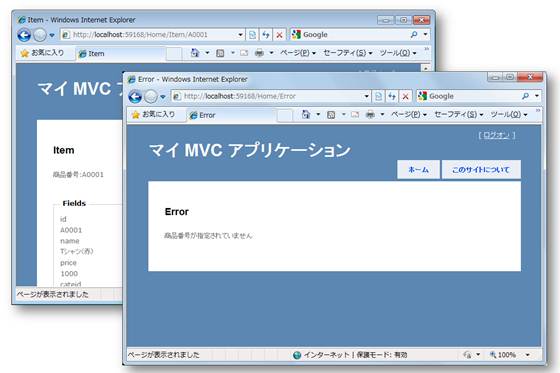 Item - Windows Internet Explorer
http://localhost:59168/Home/Item/A0001
Google
お気に入り
Item
ページ(P)
セーフティ(S)
ツール(O)
マイ MVC ア
Item
商品番号:A0001
Fields
id
A0001
name
Tシャツ(赤)
price
1000
cateid
ページが表示されました
Error - Windows Internet Explorer
http://localhost:59168/Home/Error
Google
お気に入り
Error
ページ(P)
セーフティ(S)
ツール(O)
[ ログオン ]
マイ MVC アプリケーション
ホーム
このサイトについて
Error
商品番号が指定されていません
ページが表示されました
インターネット | 保護モード: 有効
100%